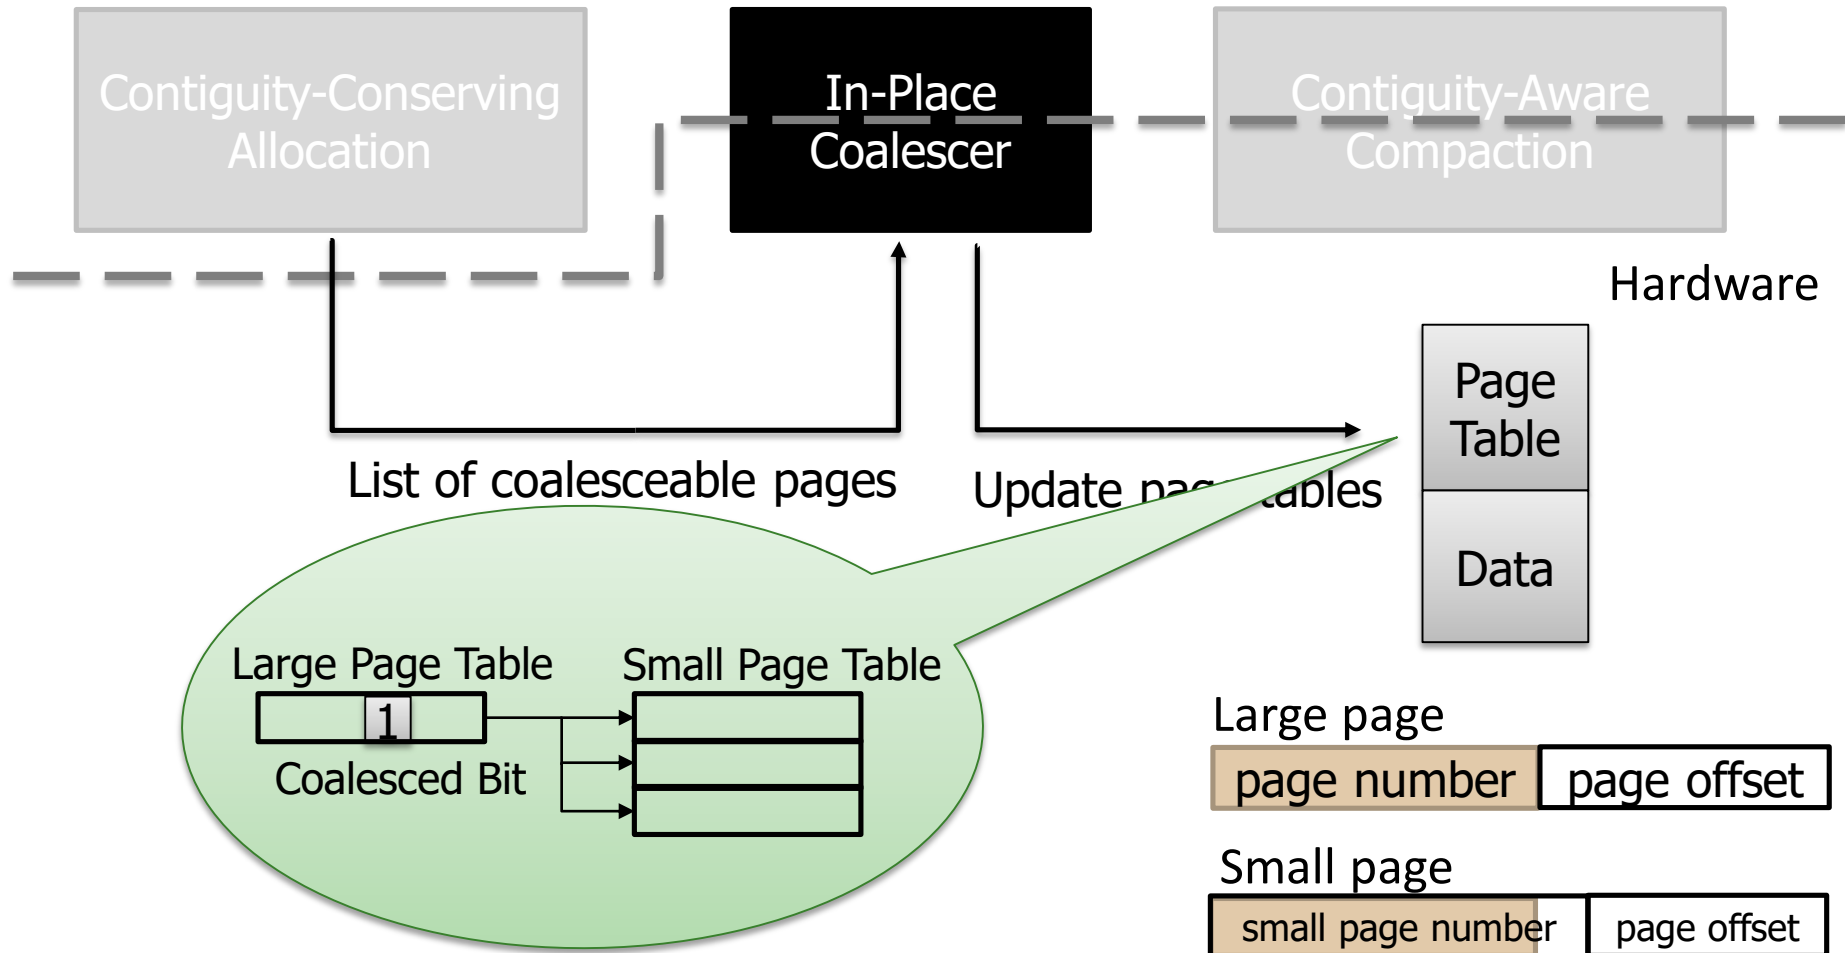 Contiguity-Conserving
Allocation
In-Place
Coalescer
Contiguity-Aware
Compaction
Hardware
Page
Table
Data
List of coalesceable pages
Update page tables
Large Page Table
1
Coalesced Bit
Small Page Table
Large page
page number
page offset
Small page
small page number
page offset